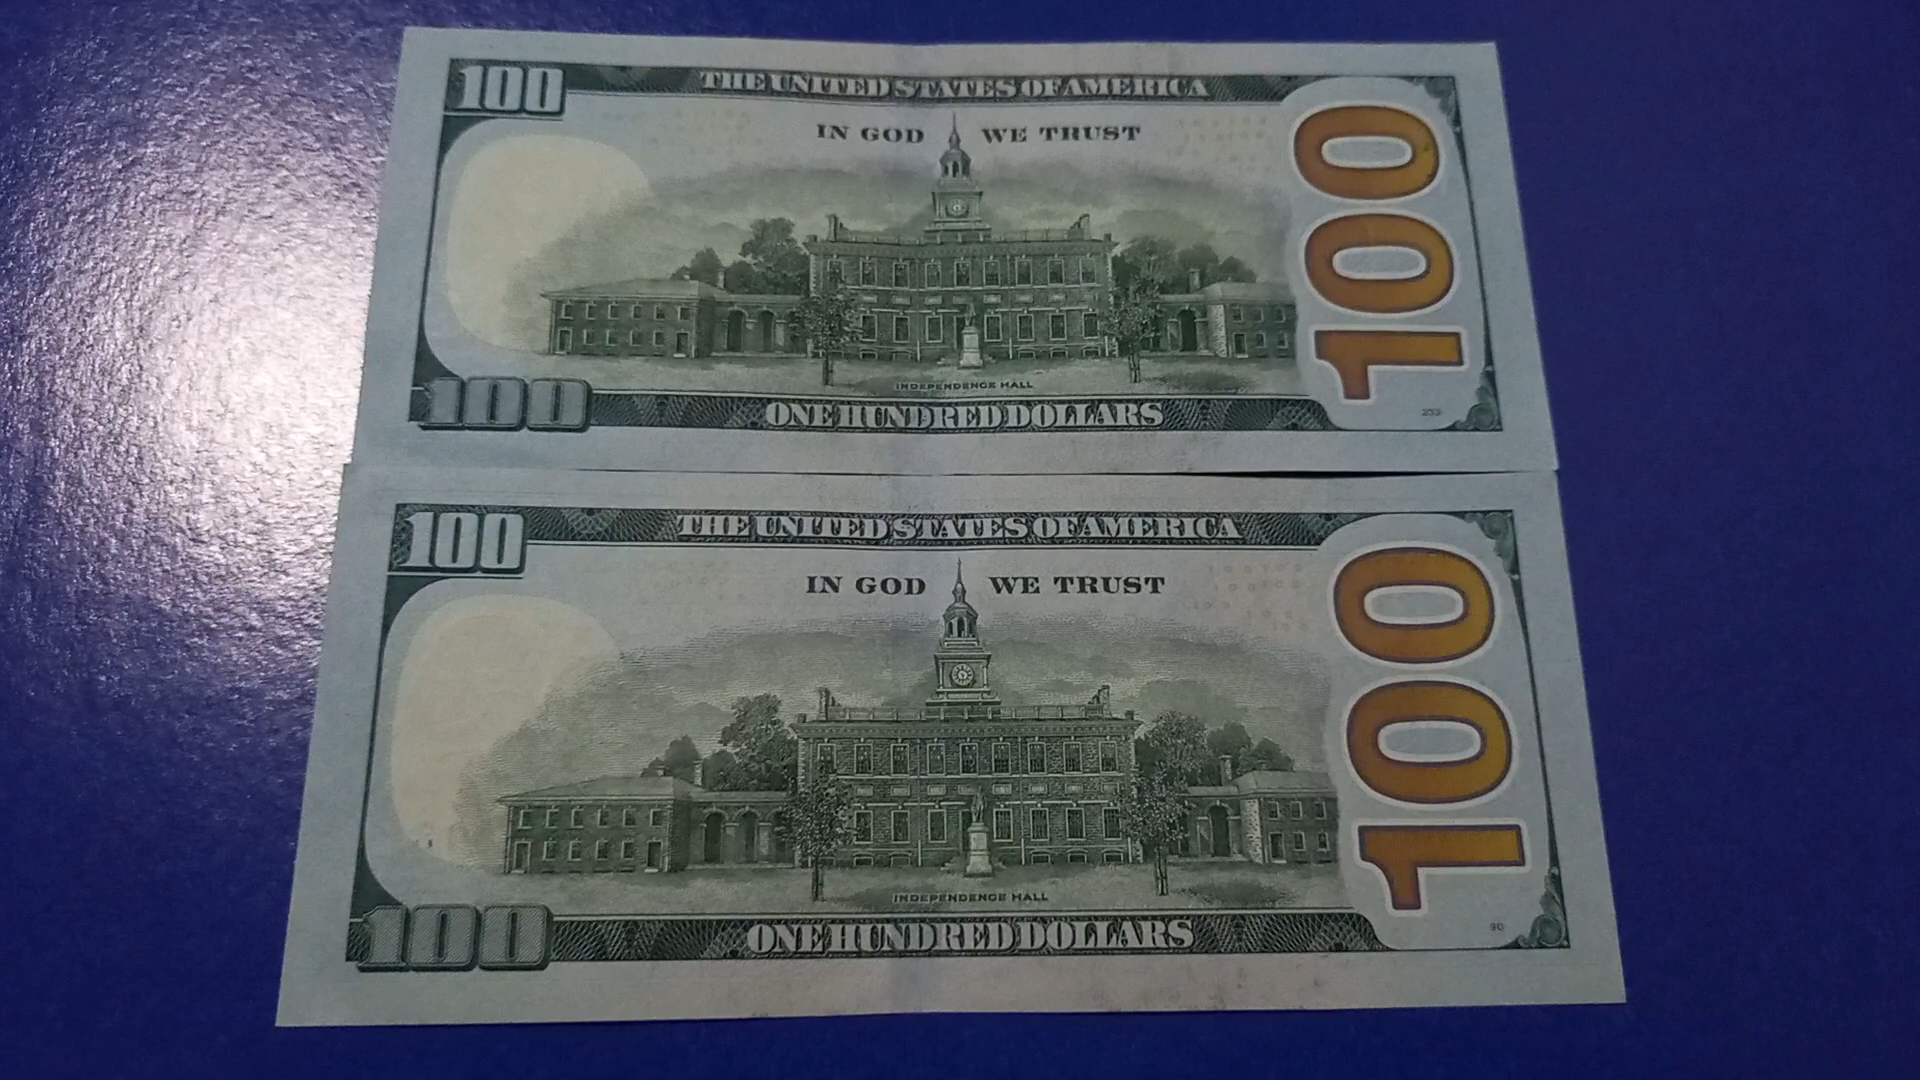 100
THE UNITED STATES OF AMERICA
IN GOD WE TRUST
100
INDEPENDENCE HALL
100
ONE HUNDRED DOLLARS
100
THE UNITED STATES OF AMERICA
IN GOD WE TRUST
100
INDEPENDENCE HALL
90
100
ONE HUNDRED DOLLARS